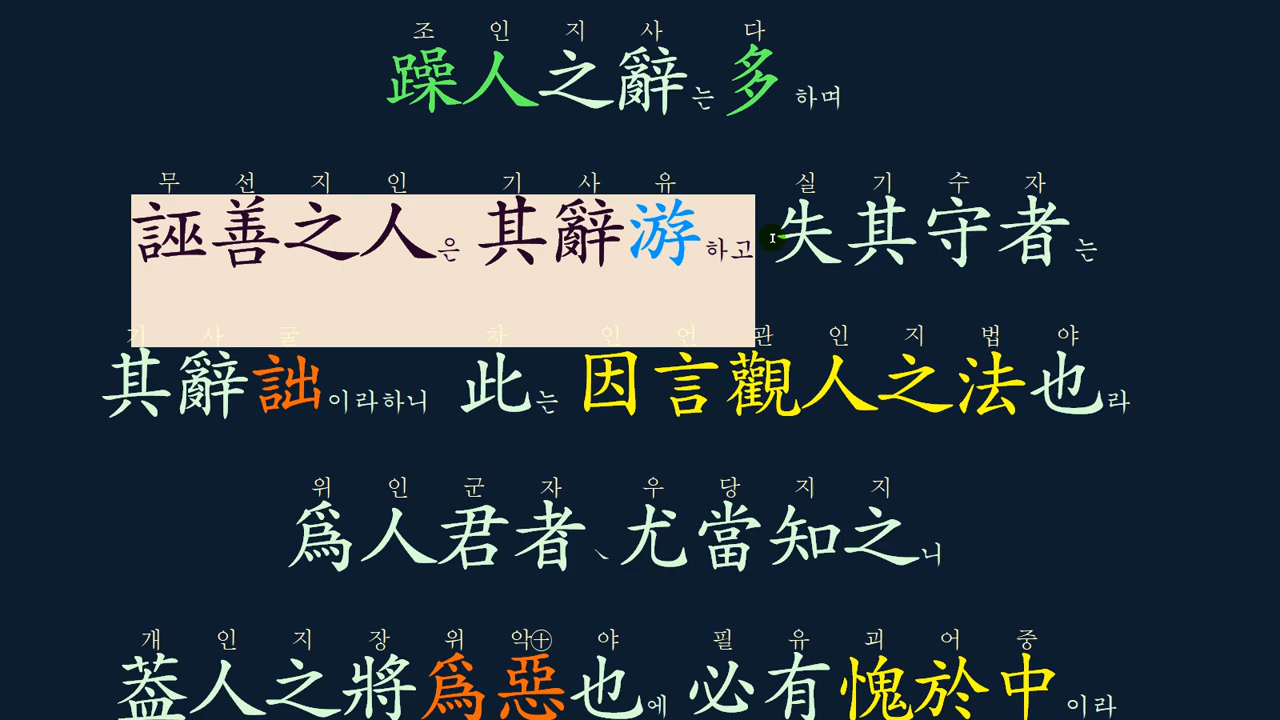 조 인 지 사 다
躁人之辭는 多 하며
무 선 지 인 기 사 유 실 기 수 자
誣善之人은 其辭游 하고 失其守者 는
기 사 굴 차 인 언 관 인 지 법 야
其辭詘이라하니 此는 因言觀人之法也라
위 인 군 자 우 당 지 지
爲人君者、尤當知之니
개 인 지 장 위 악㊉ 야 필 유 괴 어 중
蓋人之將爲惡也에 必有愧於中 이라